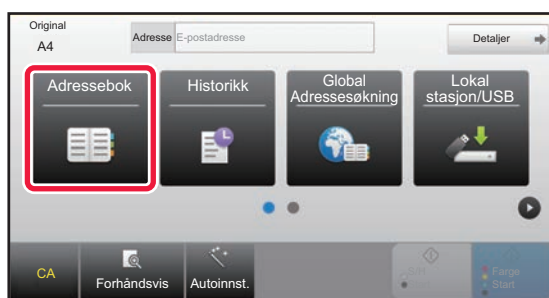 Original
A4
Adresse
E-postadresse
Detaljer
Adressebok
Historikk
Global
Adressesøkning
Lokal
stasjon/USB
CA
Forhåndsvis
Autoinnst.
Farge
Start